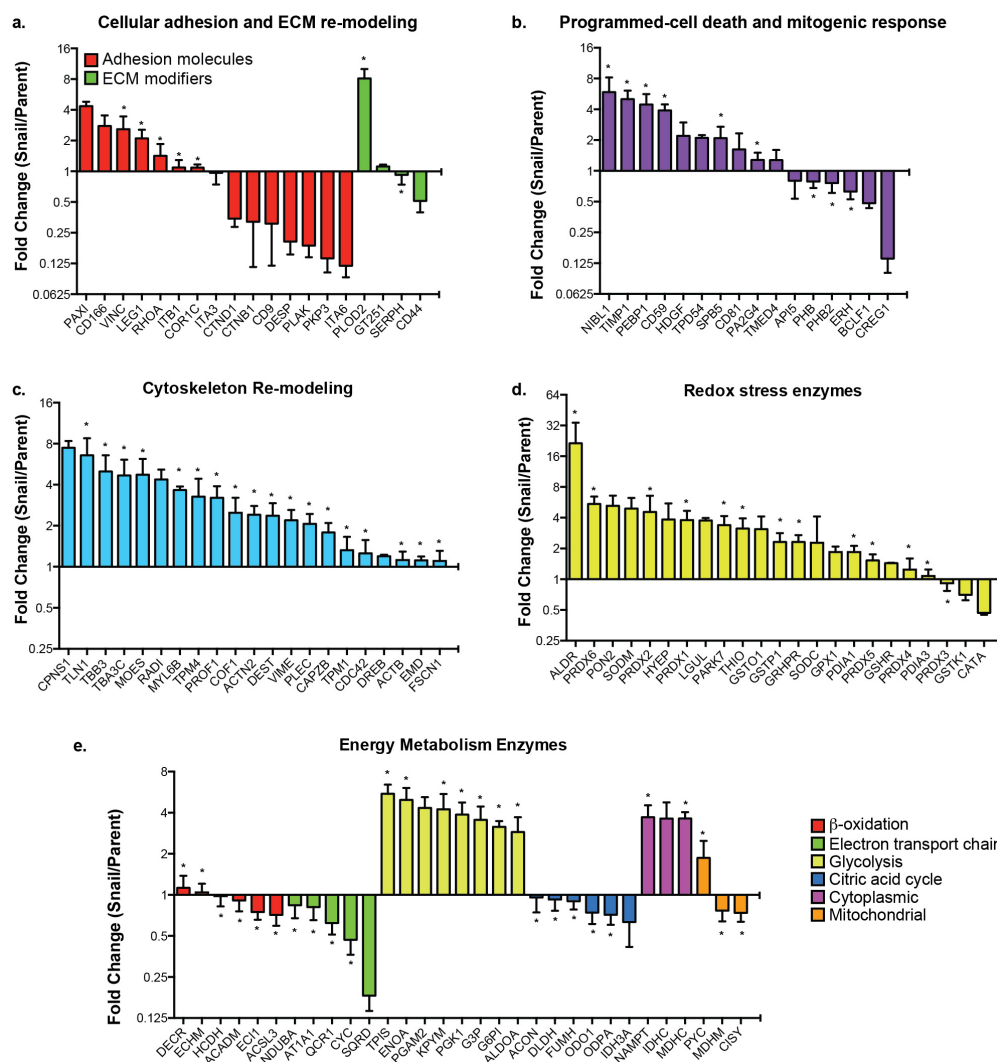 a. Cellular adhesion and ECM re-modeling
Fold Change (Snail/Parent)
16
8
4
2
1
0.5
0.25
0.125
0.0625
Adhesion molecules
ECM modifiers
* * * * * * * *
*
PAXI CD166 VINC LEG1 RHOA ITB1 COR1C ITA3 CTND1 CTNB1 CD9 DESP PLAK PKP3 ITA6 PLOD2 GT251 SERPH CD44
b. Programmed-cell death and mitogenic response
Fold Change (Snail/Parent)
16
8
4
2
1
0.5
0.25
0.125
0.0625
NIBL1 TIMP1 PEBP1 CD59 HDGF TPD54 SPB5 CD81 PA2G4 TMED4 API5 PHB PHB2 ERH BCLF1 CREG1
c. Cytoskeleton Re-modeling
Fold Change (Snail/Parent)
16
8
4
2
1
0.5
0.25
CPNS1 TLN1 TBB3 TBA3C MOES RADI MYL6B TPM4 PROF1 COF1 ACTN2 DEST VIME PLEC CAPZB TPM1 CDC42 DREB ACTB EMD FSCN1
d. Redox stress enzymes
Fold Change (Snail/Parent)
64
32
16
8
4
2
1
0.5
0.25
ALDR PRDX6 PON2 SODM PRDX2 HYEP PRDX1 LGUL PARK7 THIO GSTO1 GSTP1 GRHPR SODC GPX1 PDIA1 PRDX5 GSHR PRDX4 PDIA3 PRDX3 GSTK1 CATA
e. Energy Metabolism Enzymes
Fold Change (Snail/Parent)
8
4
2
1
0.5
0.25
0.125
DECR ECHM HCDH ACADM ECI1 ACSL3 NDUBA AT1A1 QCR1 CYC SQRD TPIS ENOA PGAM2 KPYM PGK1 G3P G6PI ALDOA ACON DLDH FUMH ODO1 ODPA IDH3A NAMPT IDHC MDHC PYC MDHM CISY
β-oxidation
Electron transport chain
Glycolysis
Citric acid cycle
Cytoplasmic
Mitochondrial